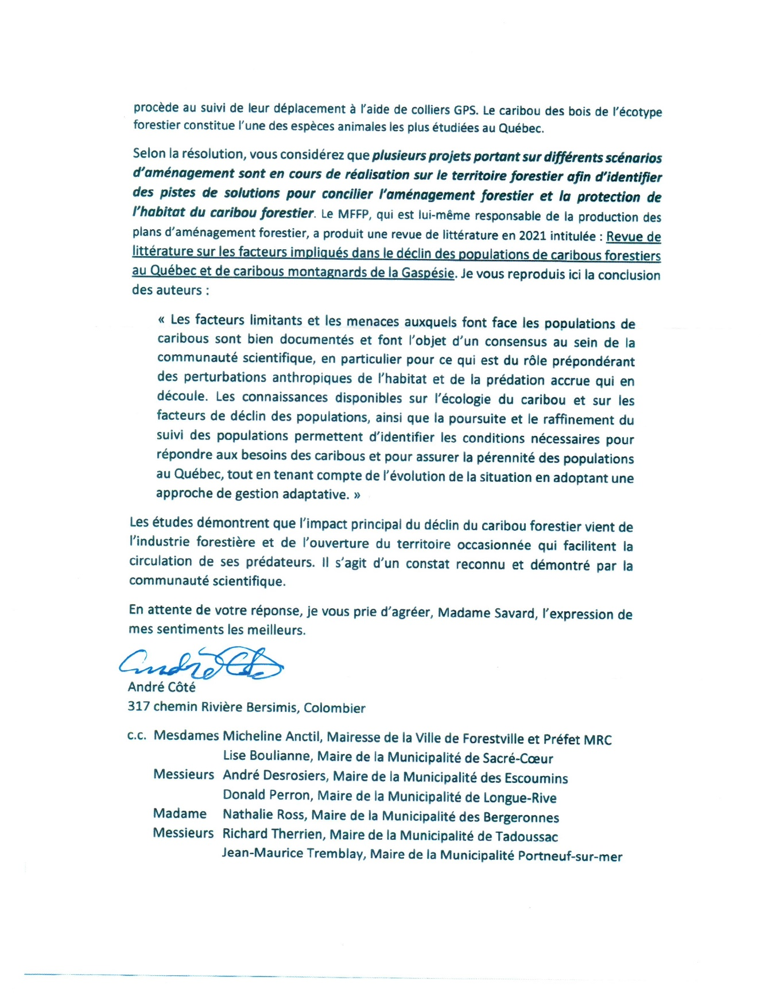 procède au suivi de leur déplacement à l'aide de colliers GPS. Le caribou des bois de l'écotype
forestier constitue l'une des espèces animales les plus étudiées au Québec.
Selon la résolution, vous considérez que plusieurs projets portant sur différents scénarios
d'aménagement sont en cours de réalisation sur le territoire forestier afin d'identifier
des pistes de solutions pour concilier l'aménagement forestier et la protection de
l'habitat du caribou forestier. Le MFFP, qui est lui-même responsable de la production des
plans d'aménagement forestier, a produit une revue de littérature en 2021 intitulée : Revue de
littérature sur les facteurs impliqués dans le déclin des populations de caribous forestiers
au Québec et de caribous montagnards de la Gaspésie. Je vous reproduis ici la conclusion
des auteurs :
« Les facteurs limitants et les menaces auxquels font face les populations de
caribous sont bien documentés et font l'objet d'un consensus au sein de la
communauté scientifique, en particulier pour ce qui est du rôle prépondérant
des perturbations anthropiques de l'habitat et de la prédation accrue qui en
découle. Les connaissances disponibles sur l'écologie du caribou et sur les
facteurs de déclin des populations, ainsi que la poursuite et le raffinement du
suivi des populations permettent d'identifier les conditions nécessaires pour
répondre aux besoins des caribous et pour assurer la pérennité des populations
au Québec, tout en tenant compte de l'évolution de la situation en adoptant une
approche de gestion adaptative. »
Les études démontrent que l'impact principal du déclin du caribou forestier vient de
l'industrie forestière et de l'ouverture du territoire occasionnée qui facilitent la
circulation de ses prédateurs. Il s'agit d'un constat reconnu et démontré par la
communauté scientifique.
En attente de votre réponse, je vous prie d'agréer, Madame Savard, l'expression de
mes sentiments les meilleurs.
André Côté
André Côté
317 chemin Rivière Bersimis, Colombier
c.c. Mesdames Micheline Anctil, Mairesse de la Ville de Forestville et Préfet MRC
Lise Boulianne, Maire de la Municipalité de Sacré-Cœur
Messieurs André Desrosiers, Maire de la Municipalité des Escoumins
Donald Perron, Maire de la Municipalité de Longue-Rive
Madame Nathalie Ross, Maire de la Municipalité des Bergeronnes
Messieurs Richard Therrien, Maire de la Municipalité de Tadoussac
Jean-Maurice Tremblay, Maire de la Municipalité Portneuf-sur-mer